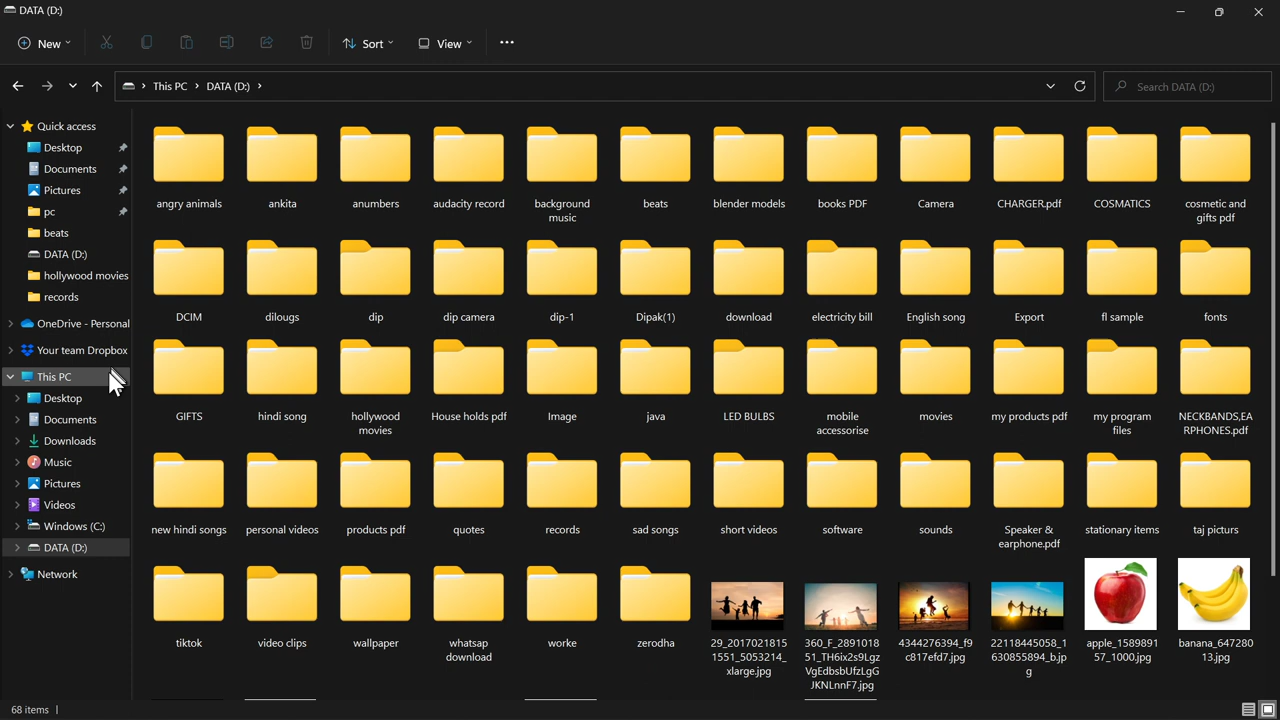 DATA (D:)
New
Sort
View
This PC
DATA (D:)
Search DATA (D:)
Quick access
Desktop
Documents
Pictures
pc
beats
DATA (D:)
hollywood movies
records
OneDrive - Personal
Your team Dropbox
This PC
Desktop
Documents
Downloads
Music
Pictures
Videos
Windows (C:)
DATA (D:)
Network
angry animals
ankita
anumbers
audacity record
background
music
beats
blender models
books PDF
Camera
CHARGER.pdf
COSMATICS
cosmetic and
gifts pdf
DCIM
dilougs
dip
dip camera
dip-1
Dipak(1)
download
electricity bill
English song
Export
fl sample
fonts
GIFTS
hindi song
hollywood
movies
House holds pdf
Image
java
LED BULBS
mobile
accessorise
movies
my products pdf
my program
files
NECKBANDS,EA
RPHONES.pdf
new hindi songs
personal videos
products pdf
quotes
records
sad songs
short videos
software
sounds
Speaker &
earphone.pdf
stationary items
taj picturs
tiktok
video clips
wallpaper
whatsap
download
worke
zerodha
29_2017021815
1551_5053214_
xlarge.jpg
360_F_2891018
51_TH6ix2s9Lgz
VgEdbsbUfzLgG
JKNLnnF7.jpg
4344276394_f9
c817efd7.jpg
22118445058_1
630855894_b.jp
g
apple_1589891
57_1000.jpg
banana_647280
13.jpg
68 items